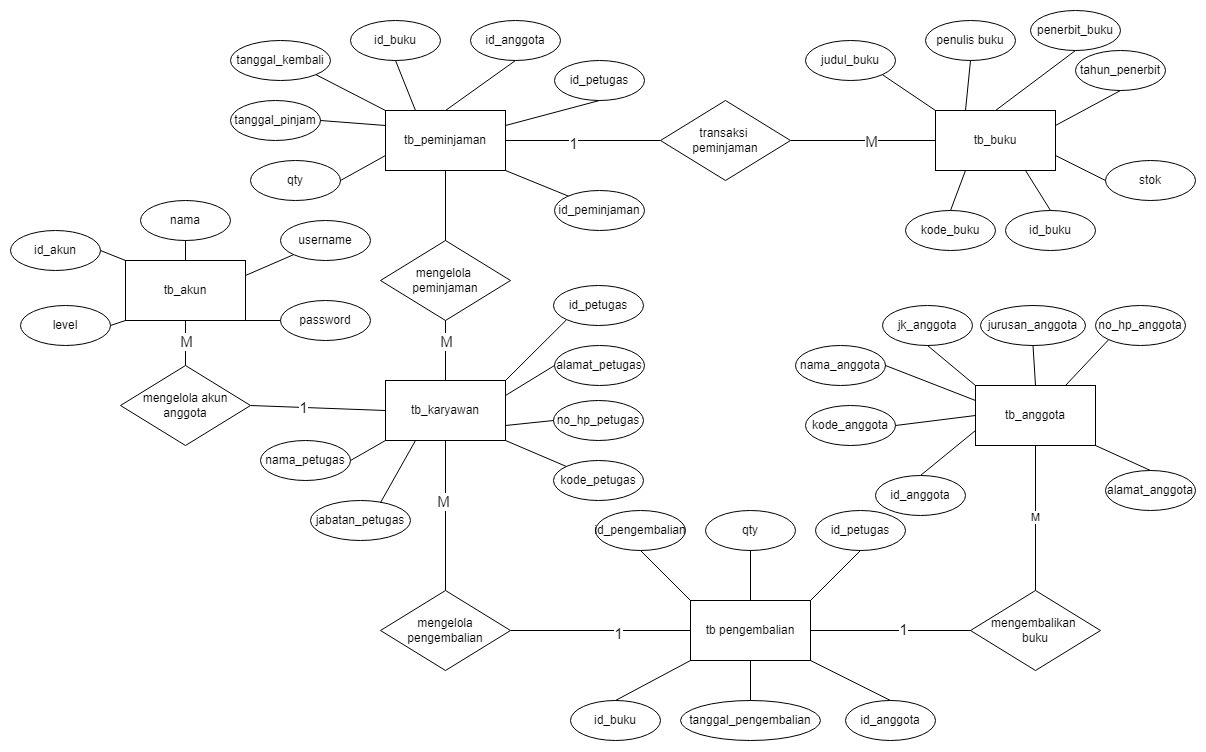 id_buku
id_anggota
tanggal_kembali
id_petugas
tanggal_pinjam
tb_peminjaman
qty
id_peminjaman
1
transaksi
peminjaman
M
judul_buku
penulis buku
penerbit_buku
tahun_penerbit
tb_buku
stok
kode_buku
id_buku
nama
id_akun
username
tb_akun
level
password
M
mengelola akun
anggota
1
mengelola
peminjaman
M
id_petugas
alamat_petugas
tb_karyawan
no_hp_petugas
nama_petugas
kode_petugas
jabatan_petugas
M
jk_anggota
jurusan_anggota
no_hp_anggota
nama_anggota
tb_anggota
kode_anggota
id_anggota
alamat_anggota
M
id_pengembalian
qty
id_petugas
mengelola
pengembalian
1
tb pengembalian
1
mengembalikan
buku
id_buku
tanggal_pengembalian
id_anggota